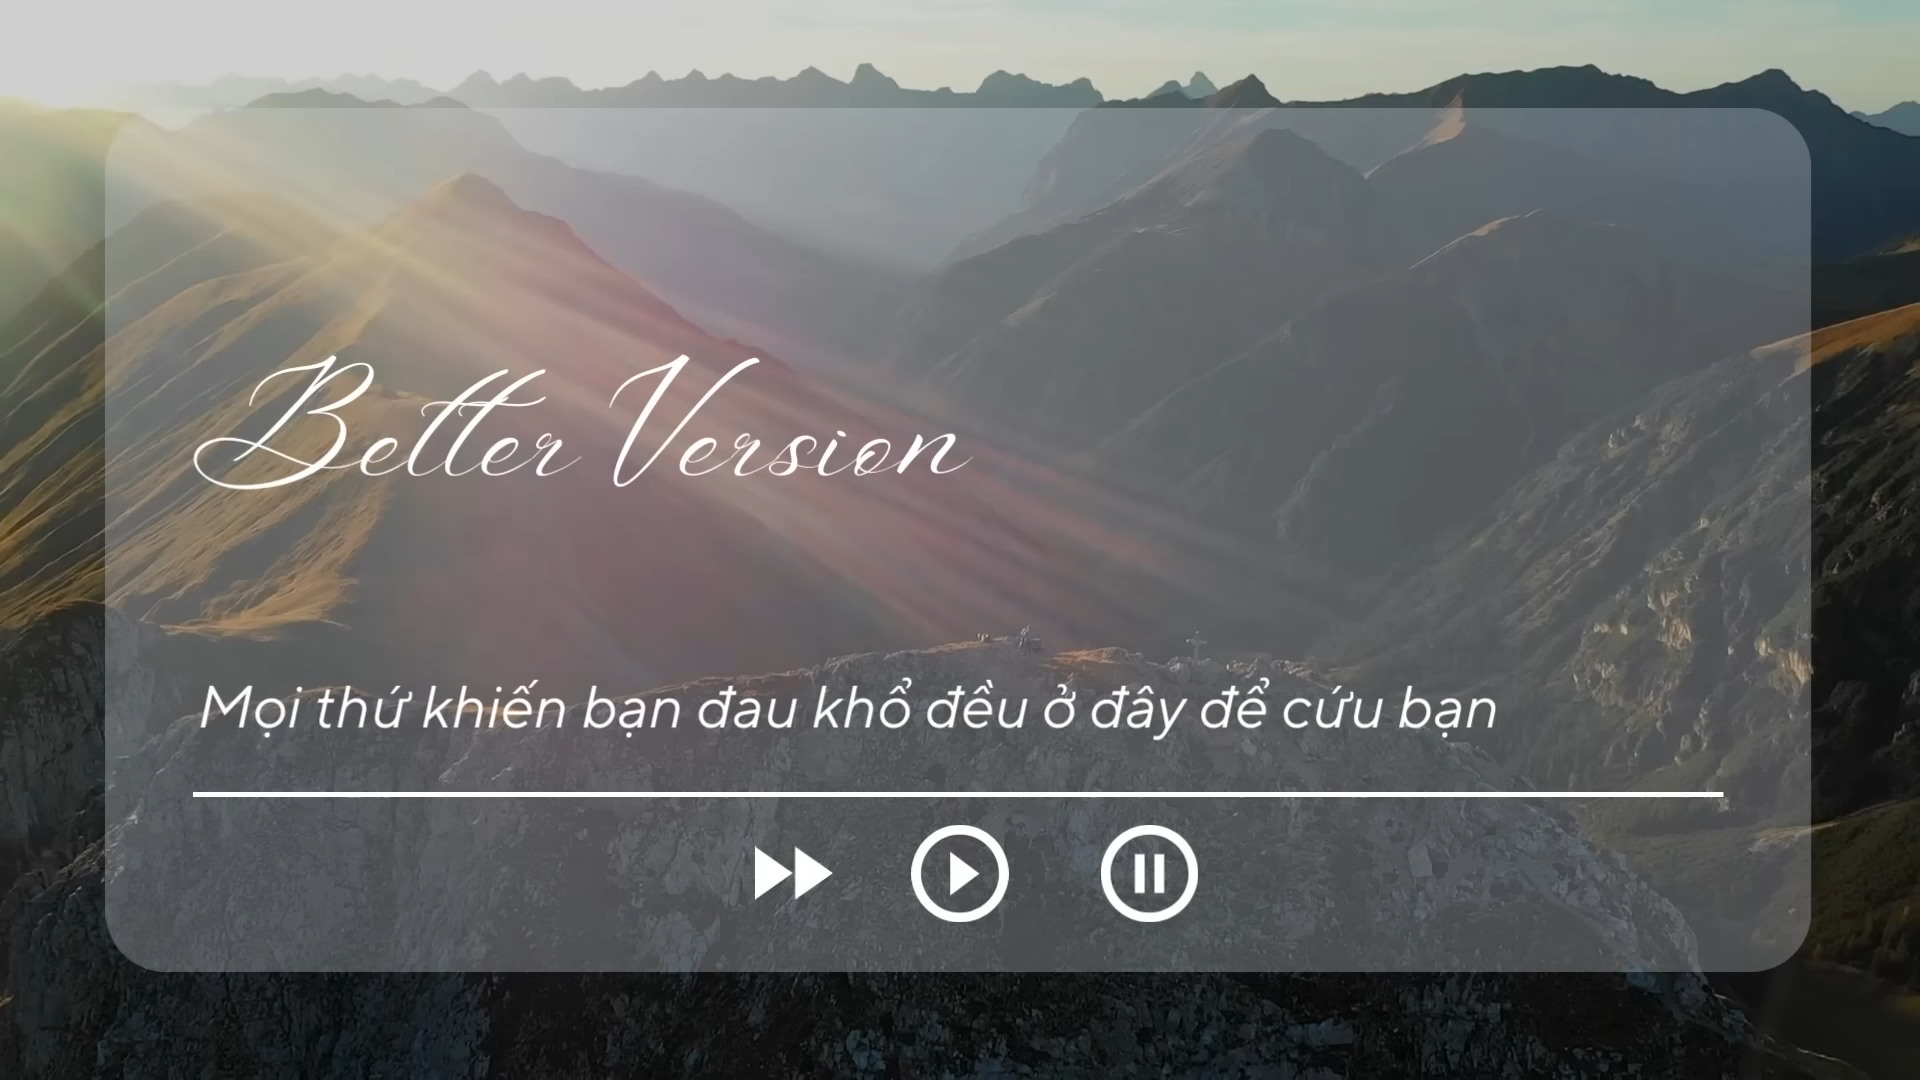 Better Version
Mọi thứ khiến bạn đau khổ đều ở đây để cứu bạn